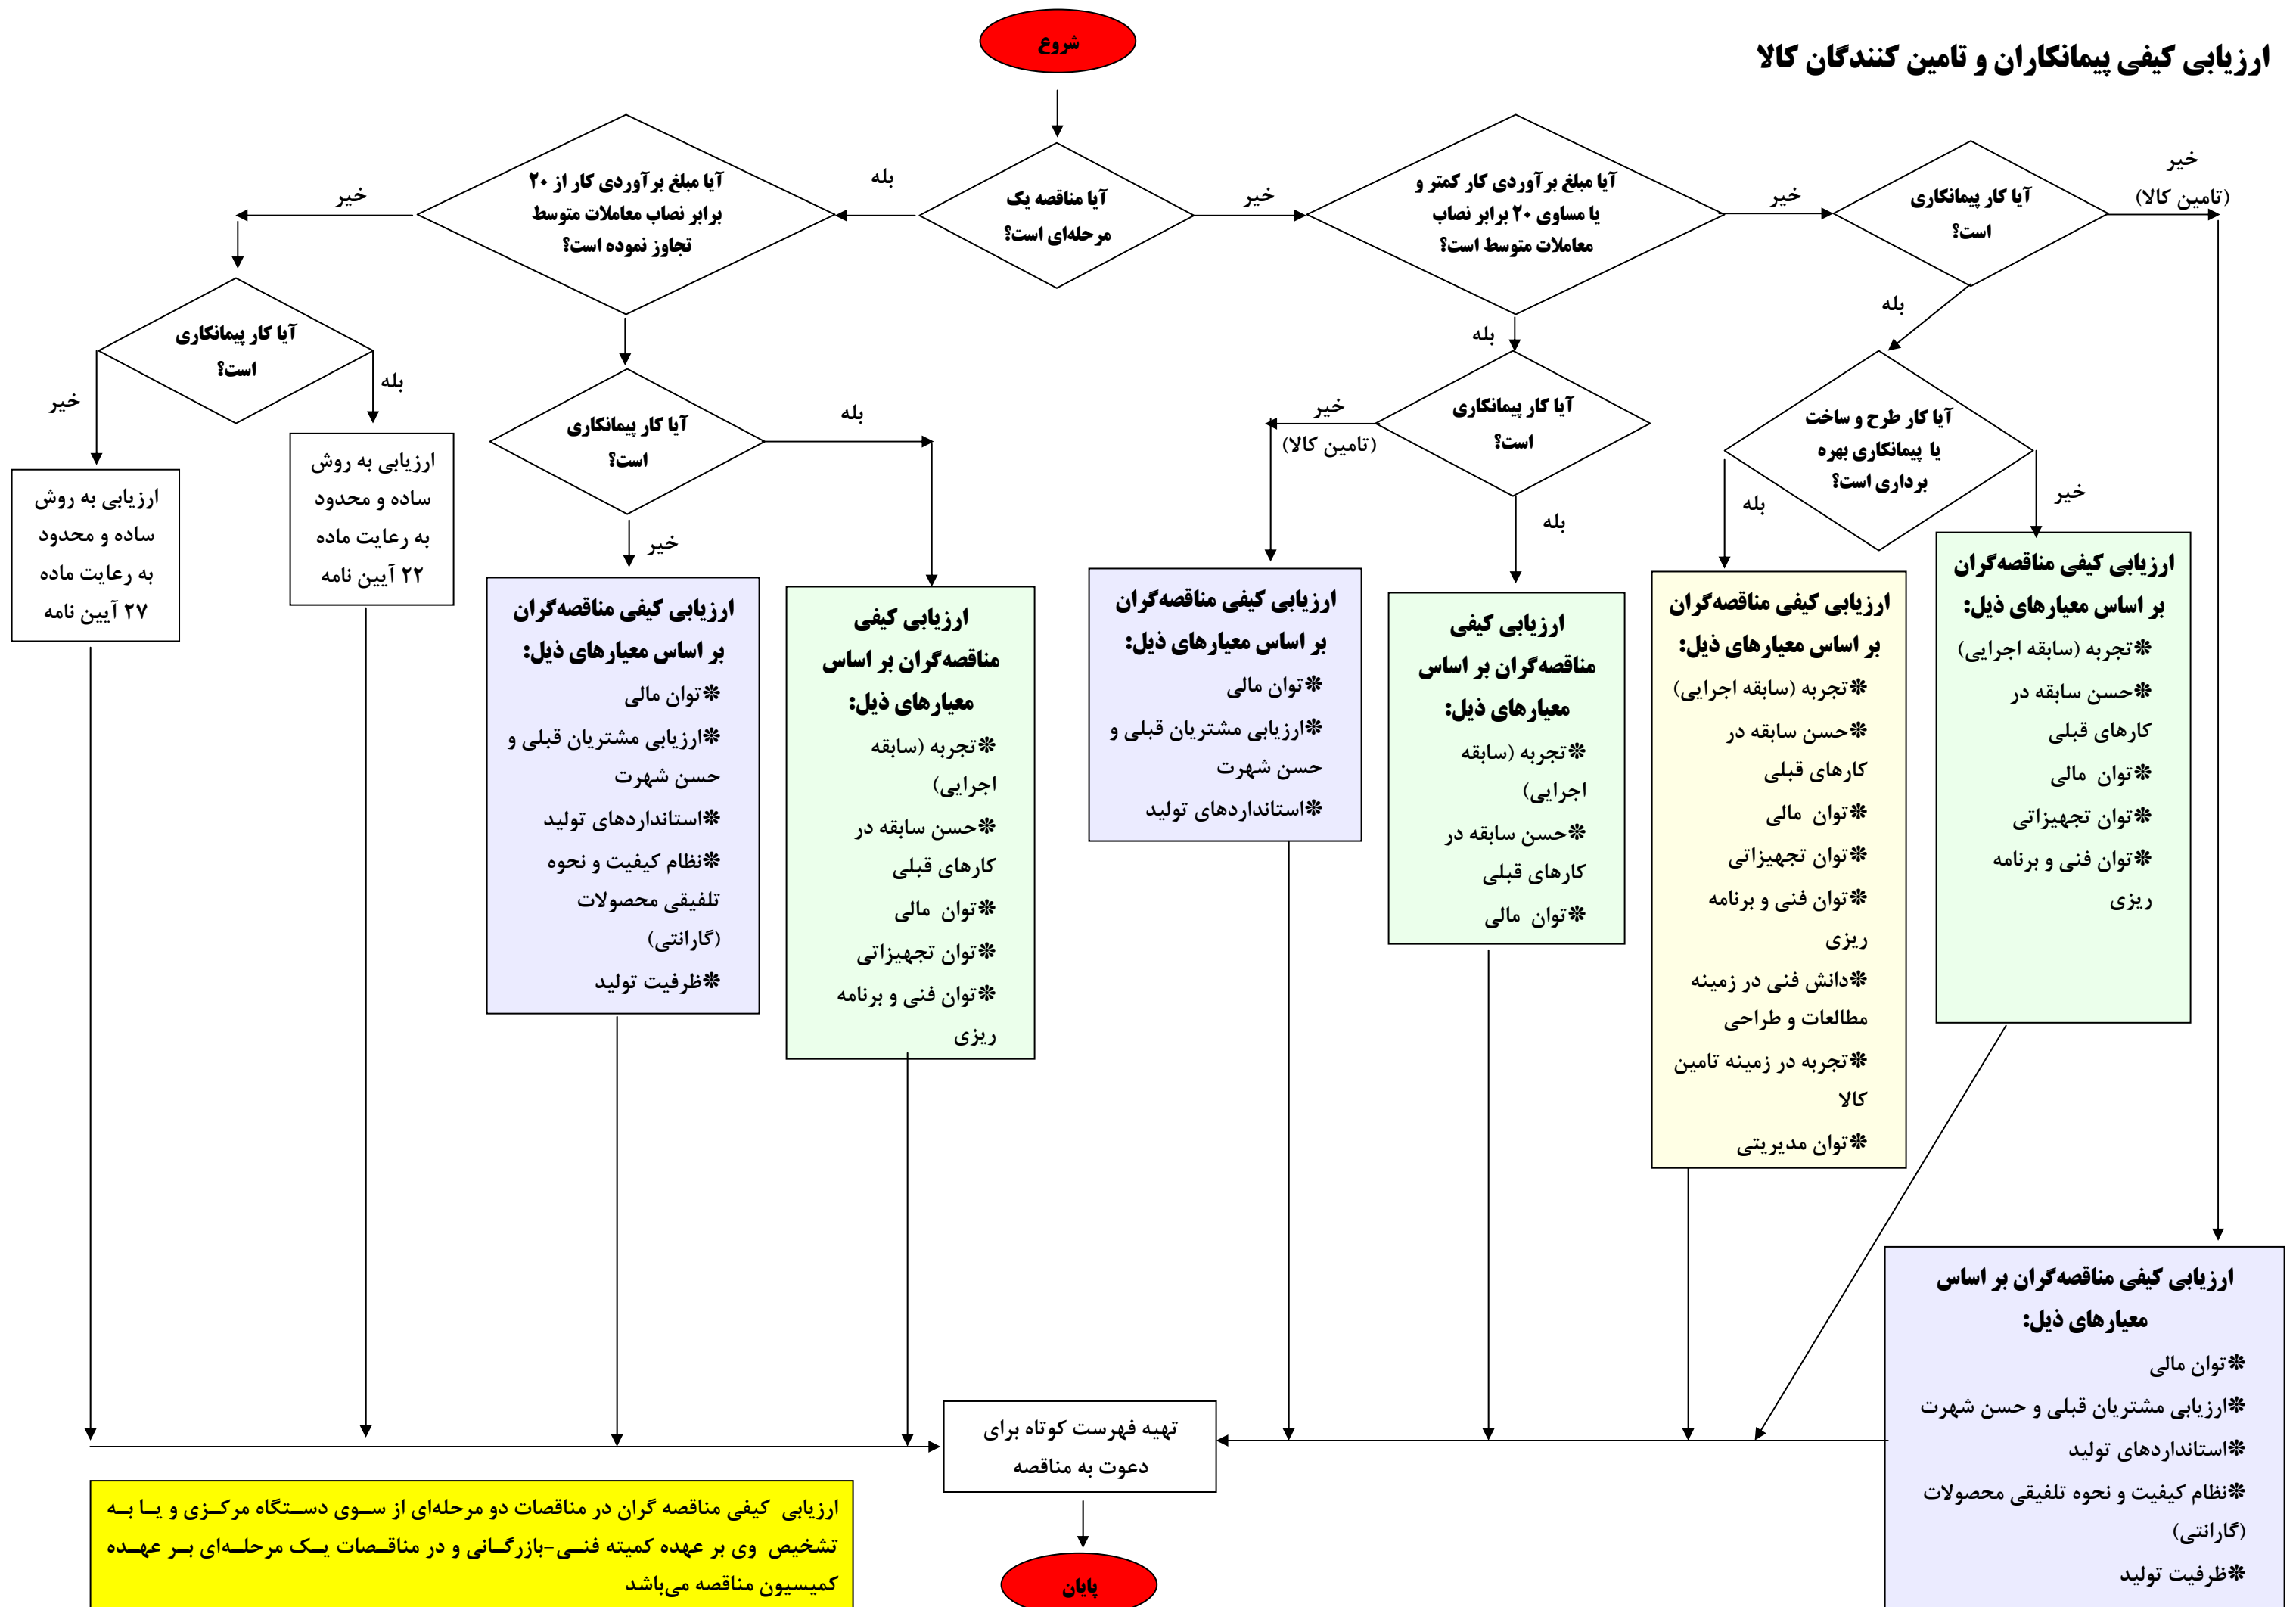 ارزیابی کیفی پیمانکاران و تامین کنندگان کالا
شروع
آیا مناقصه یک
مرحله‌ای است؟
بله
خیر
آیا مبلغ برآوردی کار کمتر و
یا مساوی ۲۰ برابر نصاب
معاملات متوسط است؟
خیر
بله
آیا کار پیمانکاری
است؟
خیر
(تامین کالا)
بله
آیا کار طرح و ساخت
یا پیمانکاری بهره
برداری است؟
خیر
بله
آیا کار پیمانکاری
است؟
خیر
(تامین کالا)
بله
آیا مبلغ برآوردی کار از ۲۰
برابر نصاب معاملات متوسط
تجاوز نموده است؟
خیر
آیا کار پیمانکاری
است؟
بله
خیر
آیا کار پیمانکاری
است؟
بله
خیر
ارزیابی کیفی مناقصه‌گران
بر اساس معیارهای ذیل:
❋تجربه (سابقه اجرایی)
❋حسن سابقه در
کارهای قبلی
❋توان مالی
❋توان تجهیزاتی
❋توان فنی و برنامه
ریزی
ارزیابی کیفی مناقصه‌گران
بر اساس معیارهای ذیل:
❋تجربه (سابقه اجرایی)
❋حسن سابقه در
کارهای قبلی
❋توان مالی
❋توان تجهیزاتی
❋توان فنی و برنامه
ریزی
❋دانش فنی در زمینه
مطالعات و طراحی
❋تجربه در زمینه تامین
کالا
❋توان مدیریتی
ارزیابی کیفی
مناقصه‌گران بر اساس
معیارهای ذیل:
❋تجربه (سابقه
اجرایی)
❋حسن سابقه در
کارهای قبلی
❋توان مالی
ارزیابی کیفی مناقصه‌گران
بر اساس معیارهای ذیل:
❋توان مالی
❋ارزیابی مشتریان قبلی و
حسن شهرت
❋استانداردهای تولید
ارزیابی کیفی
مناقصه‌گران بر اساس
معیارهای ذیل:
❋تجربه (سابقه
اجرایی)
❋حسن سابقه در
کارهای قبلی
❋توان مالی
❋توان تجهیزاتی
❋توان فنی و برنامه
ریزی
ارزیابی کیفی مناقصه‌گران
بر اساس معیارهای ذیل:
❋توان مالی
❋ارزیابی مشتریان قبلی و
حسن شهرت
❋استانداردهای تولید
❋نظام کیفیت و نحوه
تلفیقی محصولات
(گارانتی)
❋ظرفیت تولید
ارزیابی به روش
ساده و محدود
به رعایت ماده
۲۲ آیین نامه
ارزیابی به روش
ساده و محدود
به رعایت ماده
۲۷ آیین نامه
ارزیابی کیفی مناقصه‌گران بر اساس
معیارهای ذیل:
❋توان مالی
❋ارزیابی مشتریان قبلی و حسن شهرت
❋استانداردهای تولید
❋نظام کیفیت و نحوه تلفیقی محصولات
(گارانتی)
❋ظرفیت تولید
تهیه فهرست کوتاه برای
دعوت به مناقصه
پایان
ارزیابی کیفی مناقصه گران در مناقصات دو مرحله‌ای از سوی دستگاه مرکزی و یا به
تشخیص وی بر عهده کمیته فنی-بازرگانی و در مناقصات یک مرحله‌ای بر عهده
کمیسیون مناقصه می‌باشد